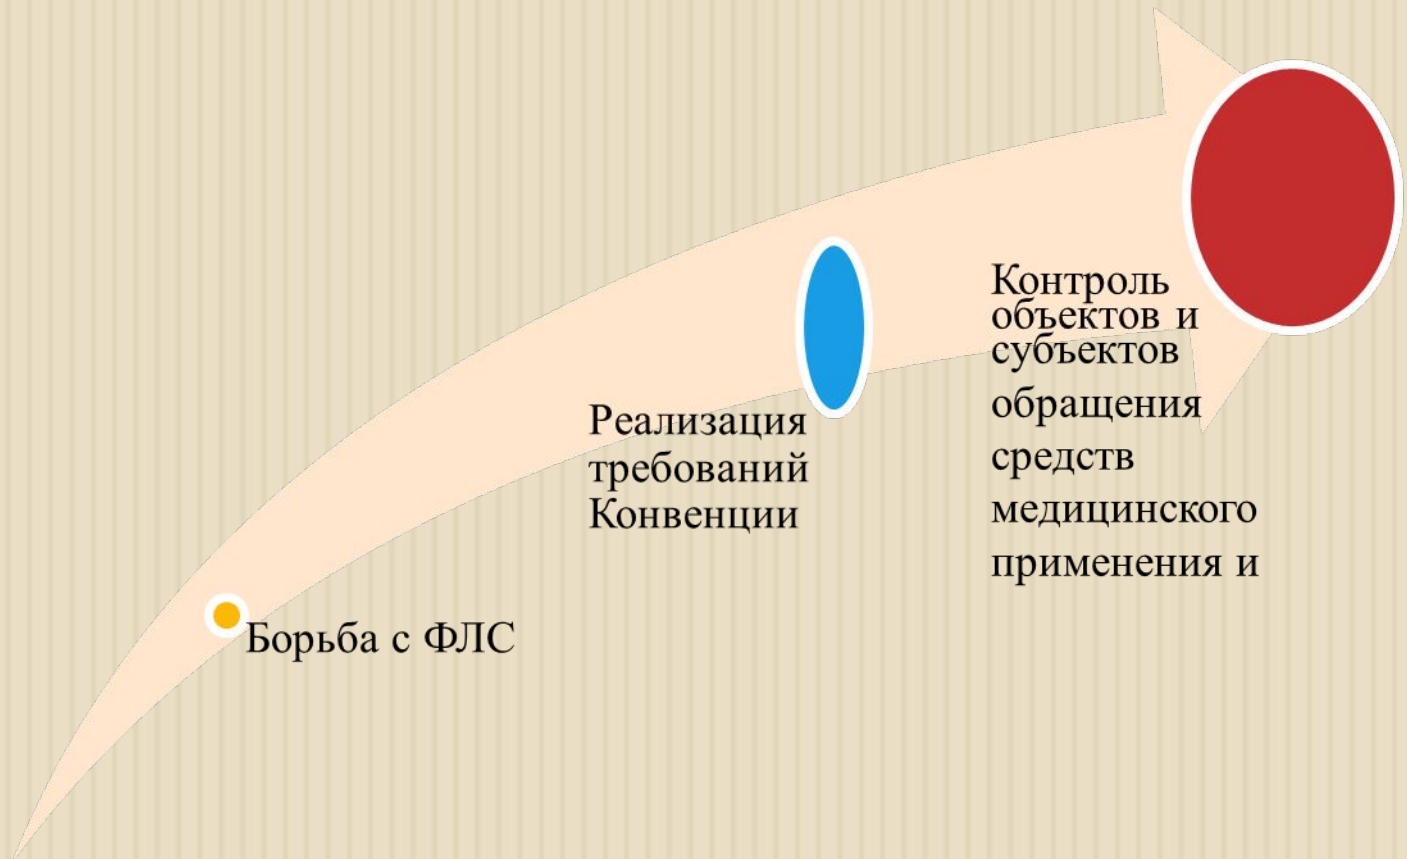 Борьба с ФЛС
Реализация
требований
Конвенции
Контроль
объектов и
субъектов
обращения
средств
медицинского
применения и